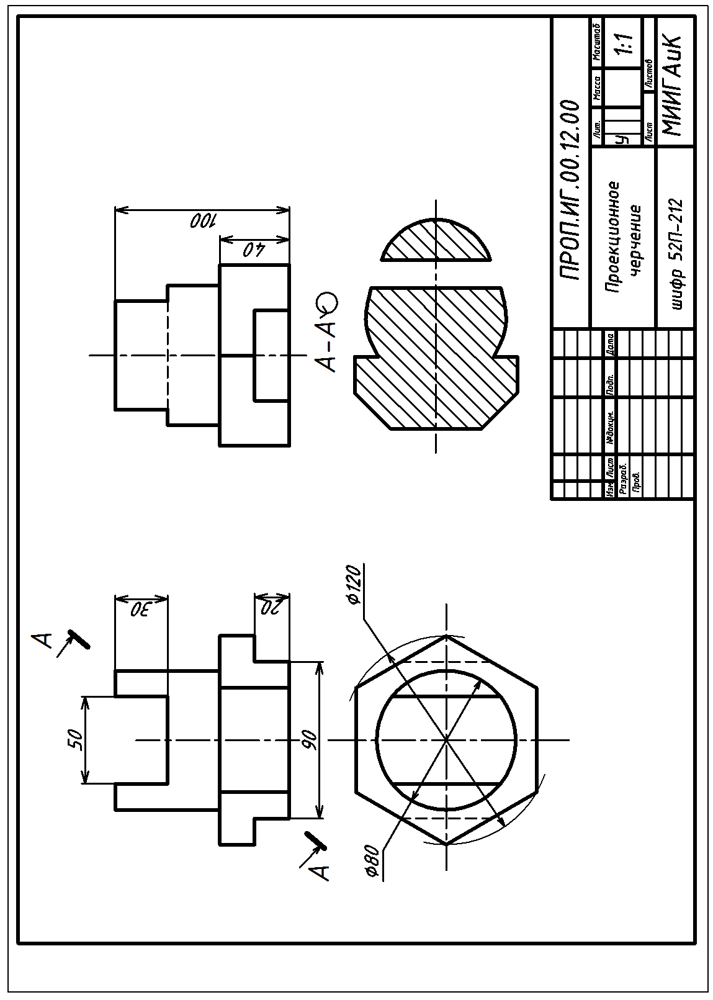 A
A
30
50
20
90
ϕ120
ϕ80
100
40
A-A
ПРОП.ИГ.00.12.00
Проекционное
черчение
шифр 52П-212
Лит.
Масса
Масштаб
У
1:1
Лист
Листов
МИИГАиК
Изм
Лист
№докум.
Подп.
Дата
Разраб.
Пров.